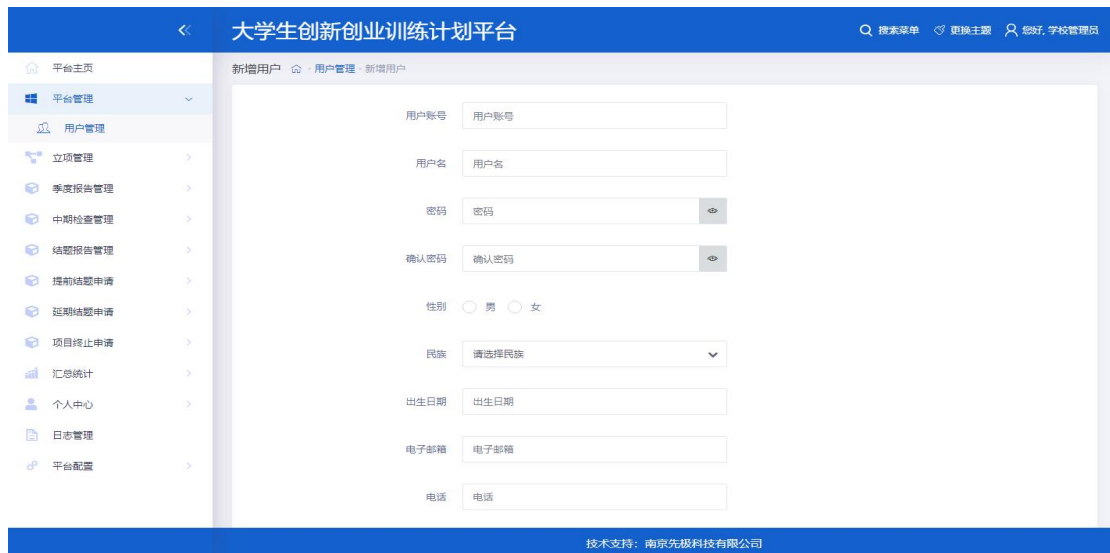 大学生创新创业训练计划平台
搜索菜单 更换主题 您好, 学校管理员
平台主页
平台管理
用户管理
立项管理
季度报告管理
中期检查管理
结题报告管理
提前结题申请
延期结题申请
项目终止申请
汇总统计
个人中心
日志管理
平台配置
新增用户 - 用户管理 - 新增用户
用户账号 用户账号
用户名 用户名
密码 密码
确认密码 确认密码
性别 男 女
民族 请选择民族
出生日期 出生日期
电子邮箱 电子邮箱
电话 电话
技术支持：南京先极科技有限公司